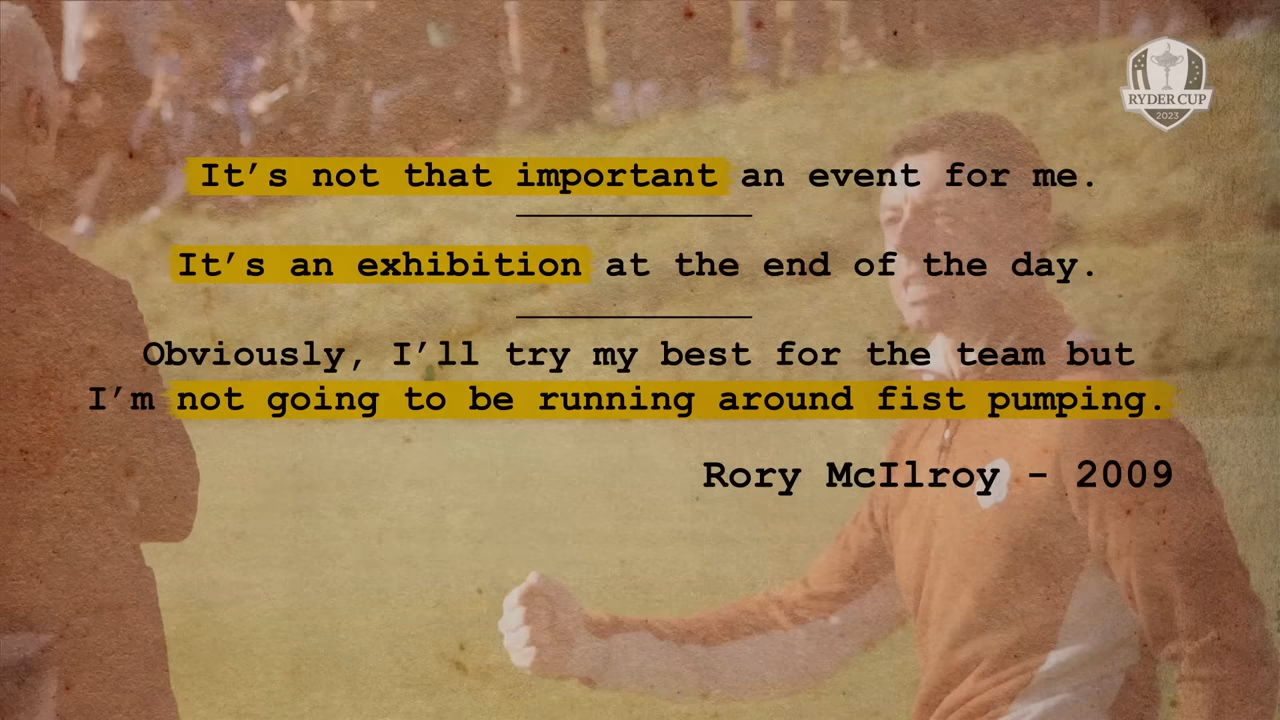 RYDER CUP
2023
It’s not that important an event for me.
It’s an exhibition at the end of the day.
Obviously, I’ll try my best for the team but
I’m not going to be running around fist pumping.
Rory McIlroy - 2009